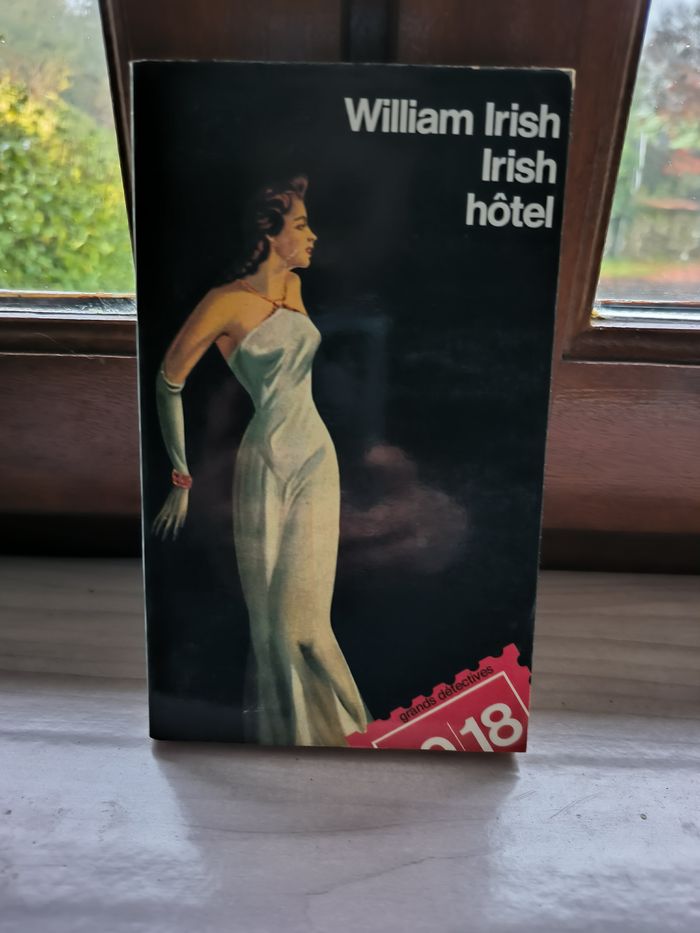 William Irish
Irish
hôtel
grands détectives
18